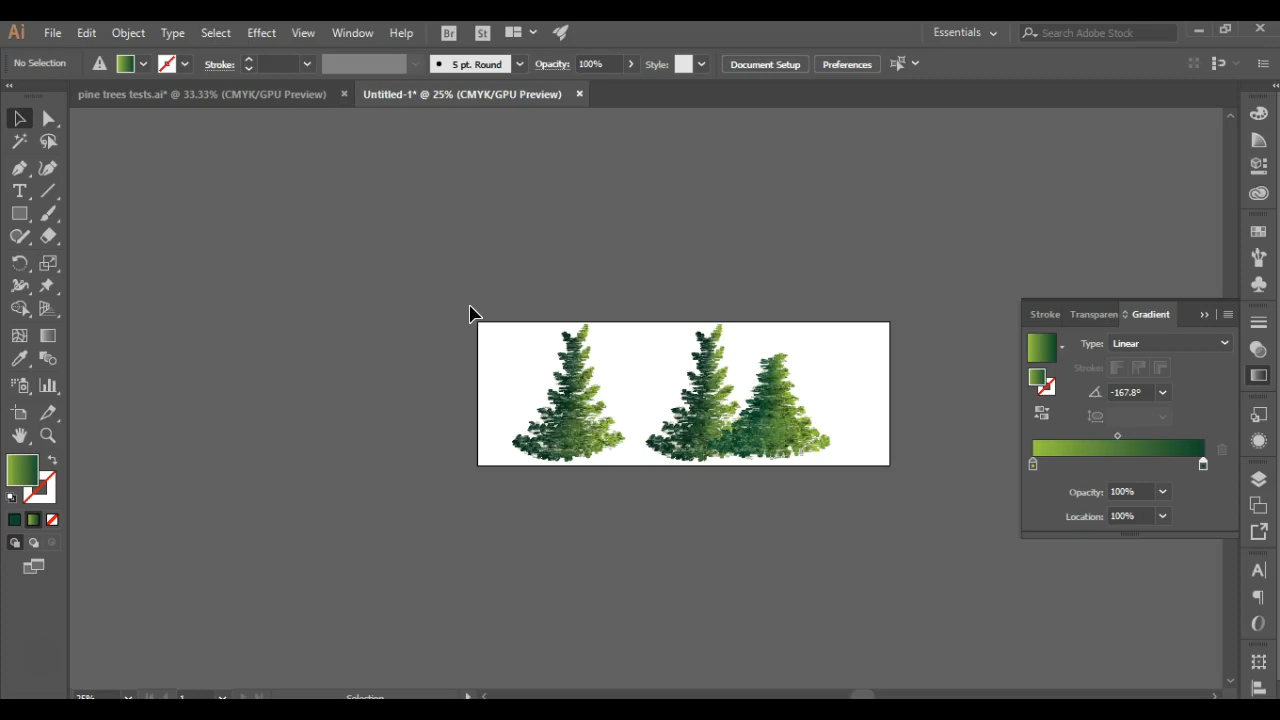 Ai File Edit Object Type Select Effect View Window Help Br St Essentials Search Adobe Stock
No Selection Stroke: 5 pt. Round Opacity: 100% Style: Document Setup Preferences
pine trees tests.ai* @ 33.33% (CMYK/GPU Preview) × Untitled-1* @ 25% (CMYK/GPU Preview) ×
Stroke Transparen Gradient
Type: Linear
Stroke:
-167.8°
Opacity: 100%
Location: 100%
25% 1 Selection